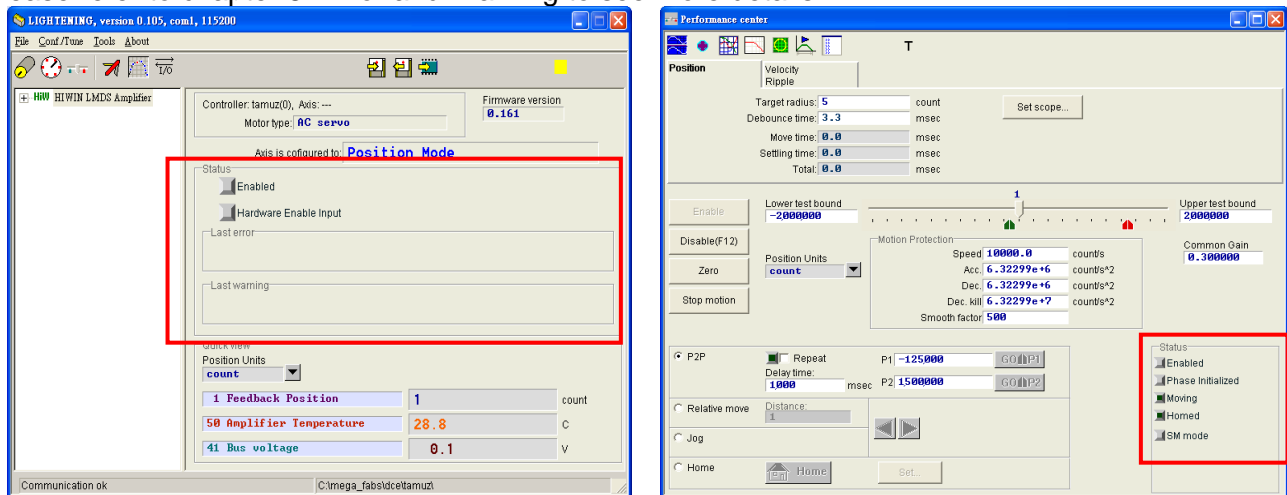 LIGHTENING, version 0.105, com1, 115200
File Conf./Tune Tools About
I/O
HIWIN LMDS Amplifier
Controller: tamuz(0), Axis: ---
Motor type: AC servo
Firmware version
0.161
Axis is cofigured to: Position Mode
Status
Enabled
Hardware Enable Input
Last error
Last warning
Quick view
Position Units
count
1 Feedback Position 1 count
50 Amplifier Temperature 28.8 C
41 Bus voltage 0.1 V
Communication ok C:\mega_fabs\dce\tamuz\
Performance center
T
Position
Velocity
Ripple
Target radius: 5 count
Set scope...
Debounce time: 3.3 msec
Move time: 0.0 msec
Settling time: 0.0 msec
Total: 0.0 msec
1
Enable
Lower test bound
-2000000
Upper test bound
2000000
Disable(F12)
Zero
Stop motion
Position Units
count
Motion Protection
Speed 10000.0 count/s
Acc. 6.32299e+6 count/s^2
Dec. 6.32299e+6 count/s^2
Dec. kill 6.32299e+7 count/s^2
Smooth factor 500
Common Gain
0.300000
P2P
Repeat
Delay time:
1000 msec
P1 -125000 GO P1
P2 1500000 GO P2
Relative move
Distance:
1
Jog
Home
Home
Set...
Status
Enabled
Phase Initialized
Moving
Homed
SM mode